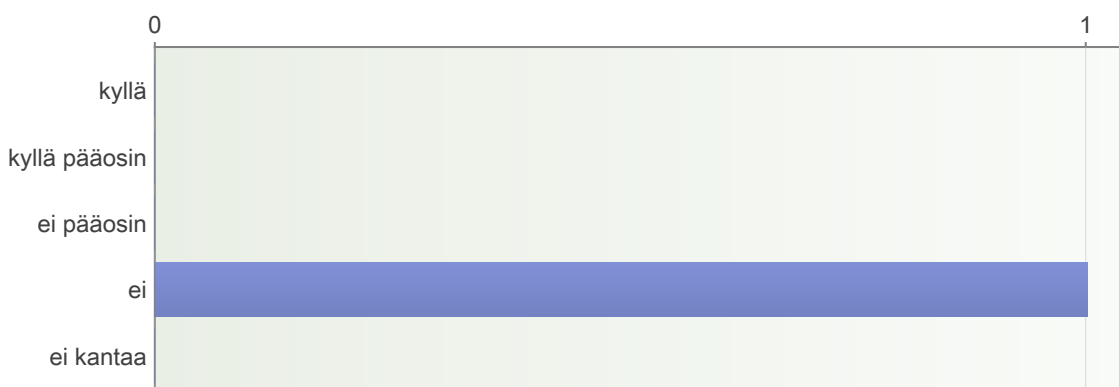 0 1
kyllä
kyllä pääosin
ei pääosin
ei
ei kantaa